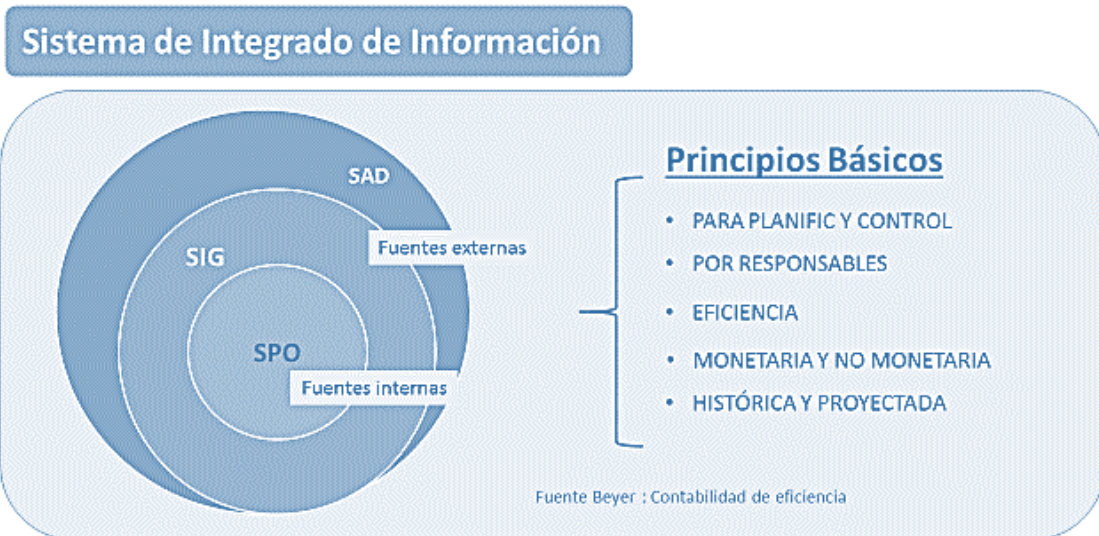 Sistema de Integrado de Información
SAD
Fuentes externas
SIG
SPO
Fuentes internas
Principios Básicos
• PARA PLANIFIC Y CONTROL
• POR RESPONSABLES
• EFICIENCIA
• MONETARIA Y NO MONETARIA
• HISTÓRICA Y PROYECTADA
Fuente Beyer : Contabilidad de eficiencia